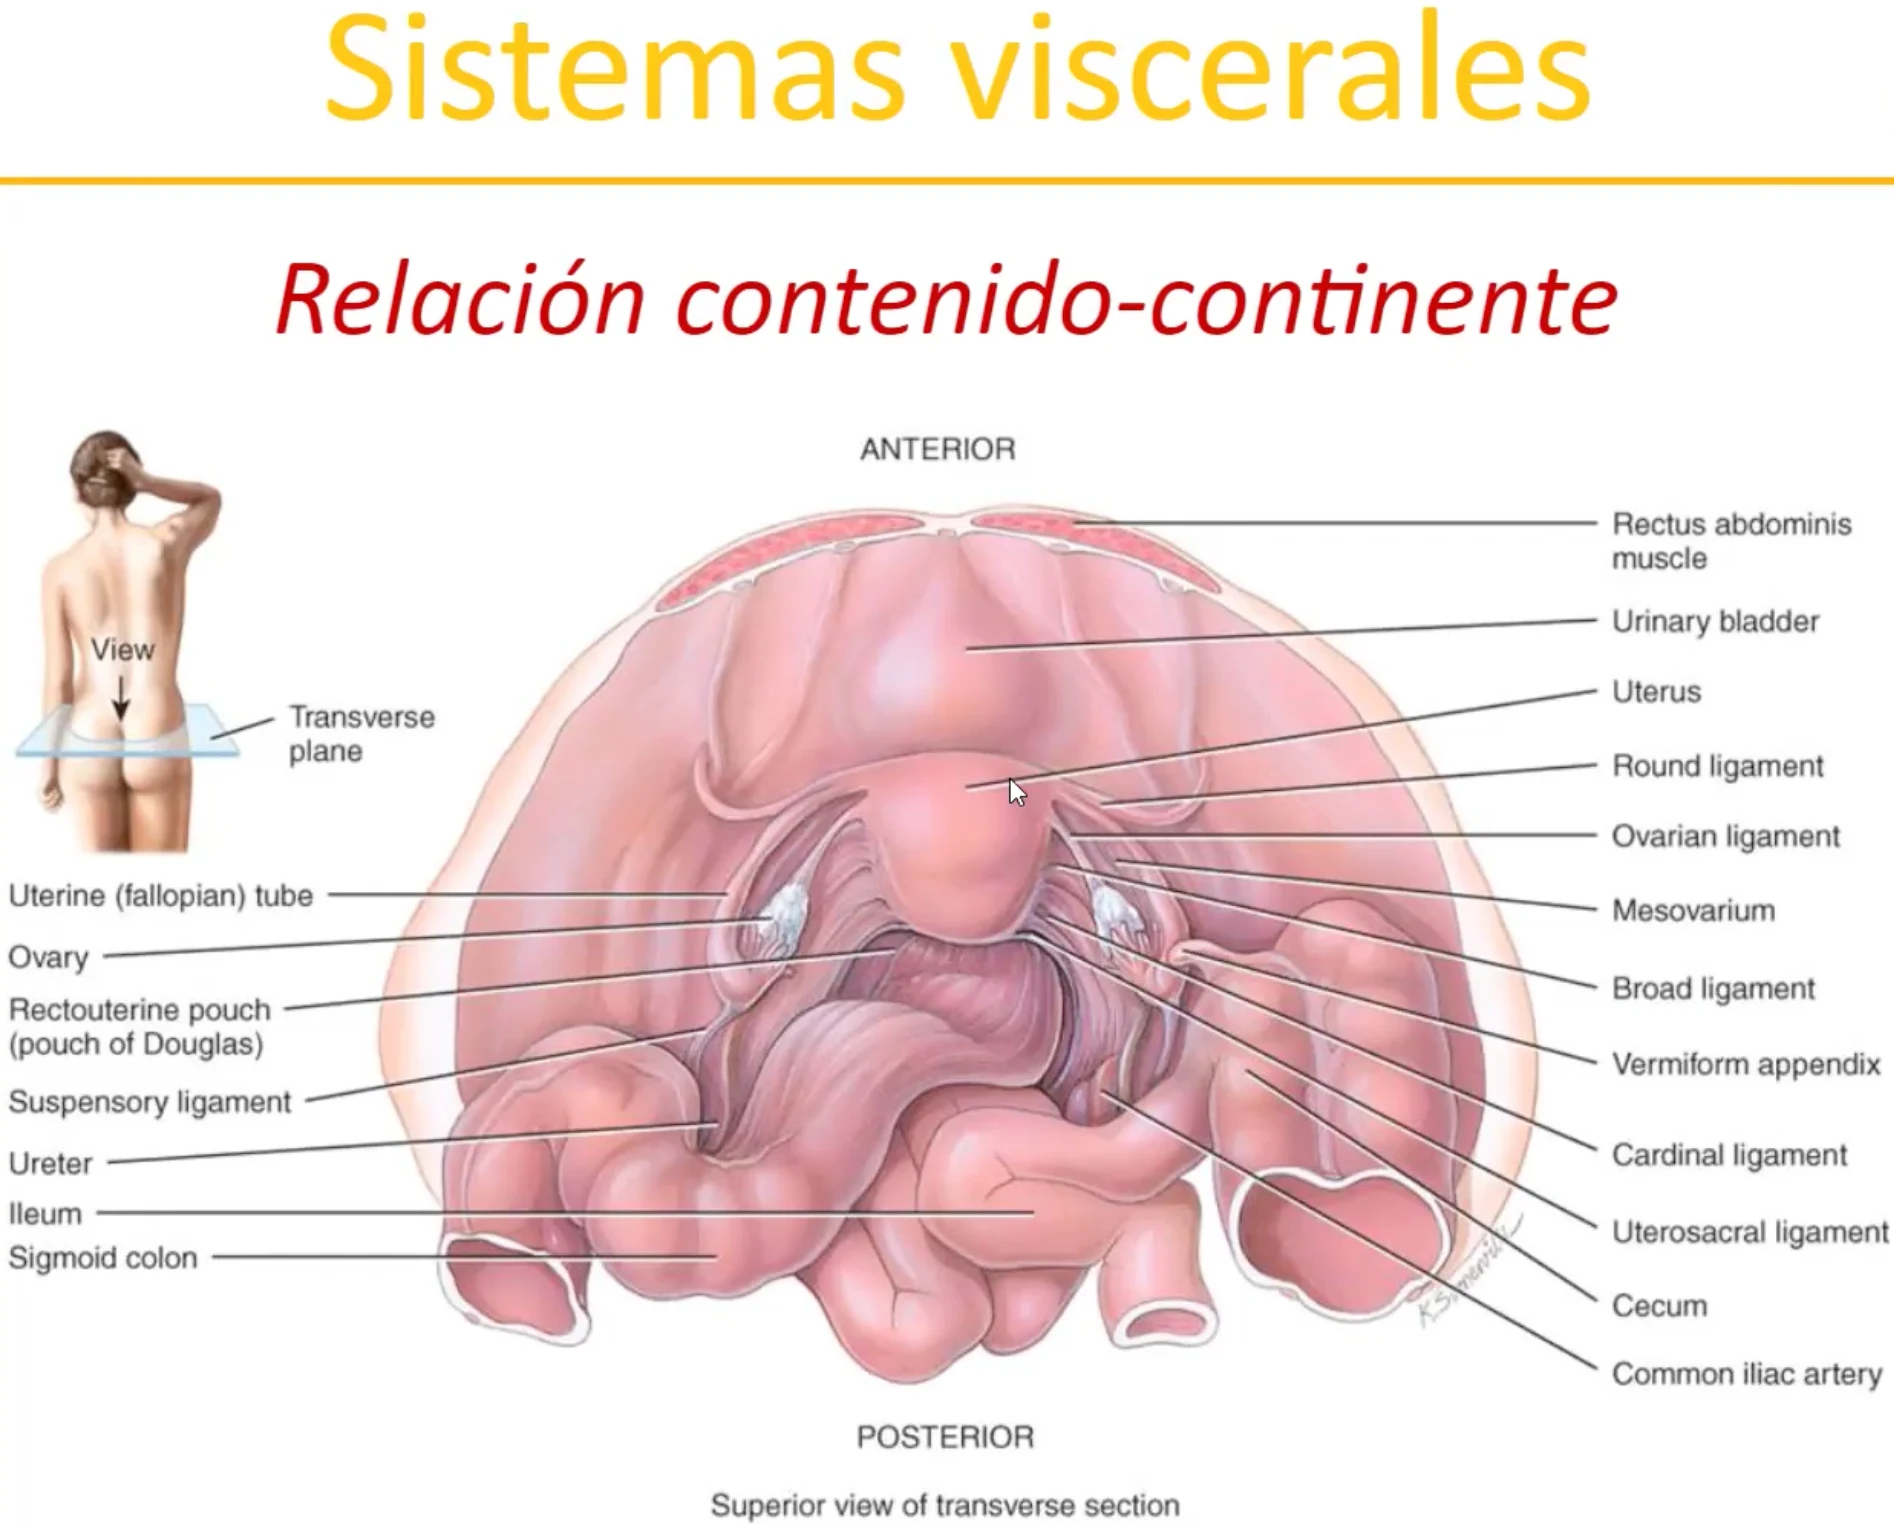 Sistemas viscerales
Relación contenido-continente
ANTERIOR
View
Transverse
plane
Uterine (fallopian) tube
Ovary
Rectouterine pouch
(pouch of Douglas)
Suspensory ligament
Ureter
Ileum
Sigmoid colon
Rectus abdominis
muscle
Urinary bladder
Uterus
Round ligament
Ovarian ligament
Mesovarium
Broad ligament
Vermiform appendix
Cardinal ligament
Uterosacral ligament
Cecum
Common iliac artery
POSTERIOR
Superior view of transverse section